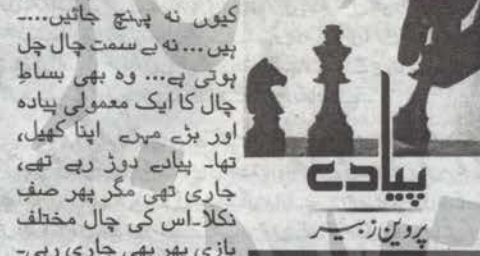 کیوں نہ پہنچ جائیں....
ہیں...نہ بے سمت چال چل
ہوتی ہے... وہ بھی بساطِ
چال کا ایک معمولی پیادہ
اور بڑے مہرے اپنا کھیل،
تھا۔ پیادے دوڑ رہے تھے،
جاری تھی مگر پھر صفِ
نکلا۔اس کی چال مختلف
بازی پھر بھی جاری رہی۔
پیادے
پروین زبیر